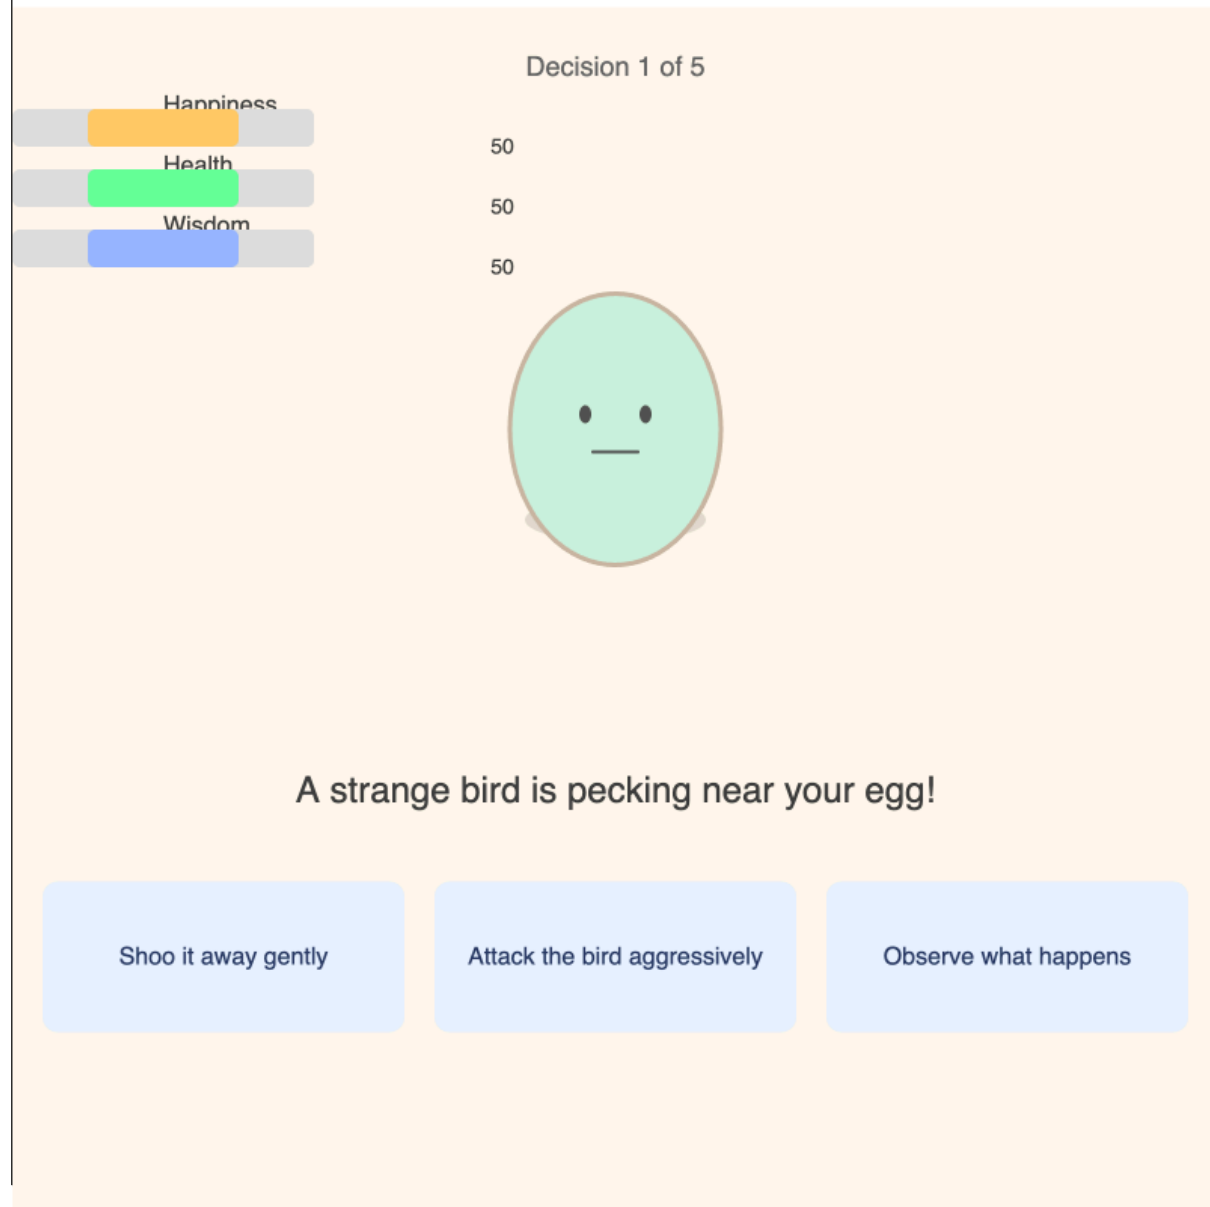 Decision 1 of 5
Happiness
50
Health
50
Wisdom
50
A strange bird is pecking near your egg!
Shoo it away gently
Attack the bird aggressively
Observe what happens